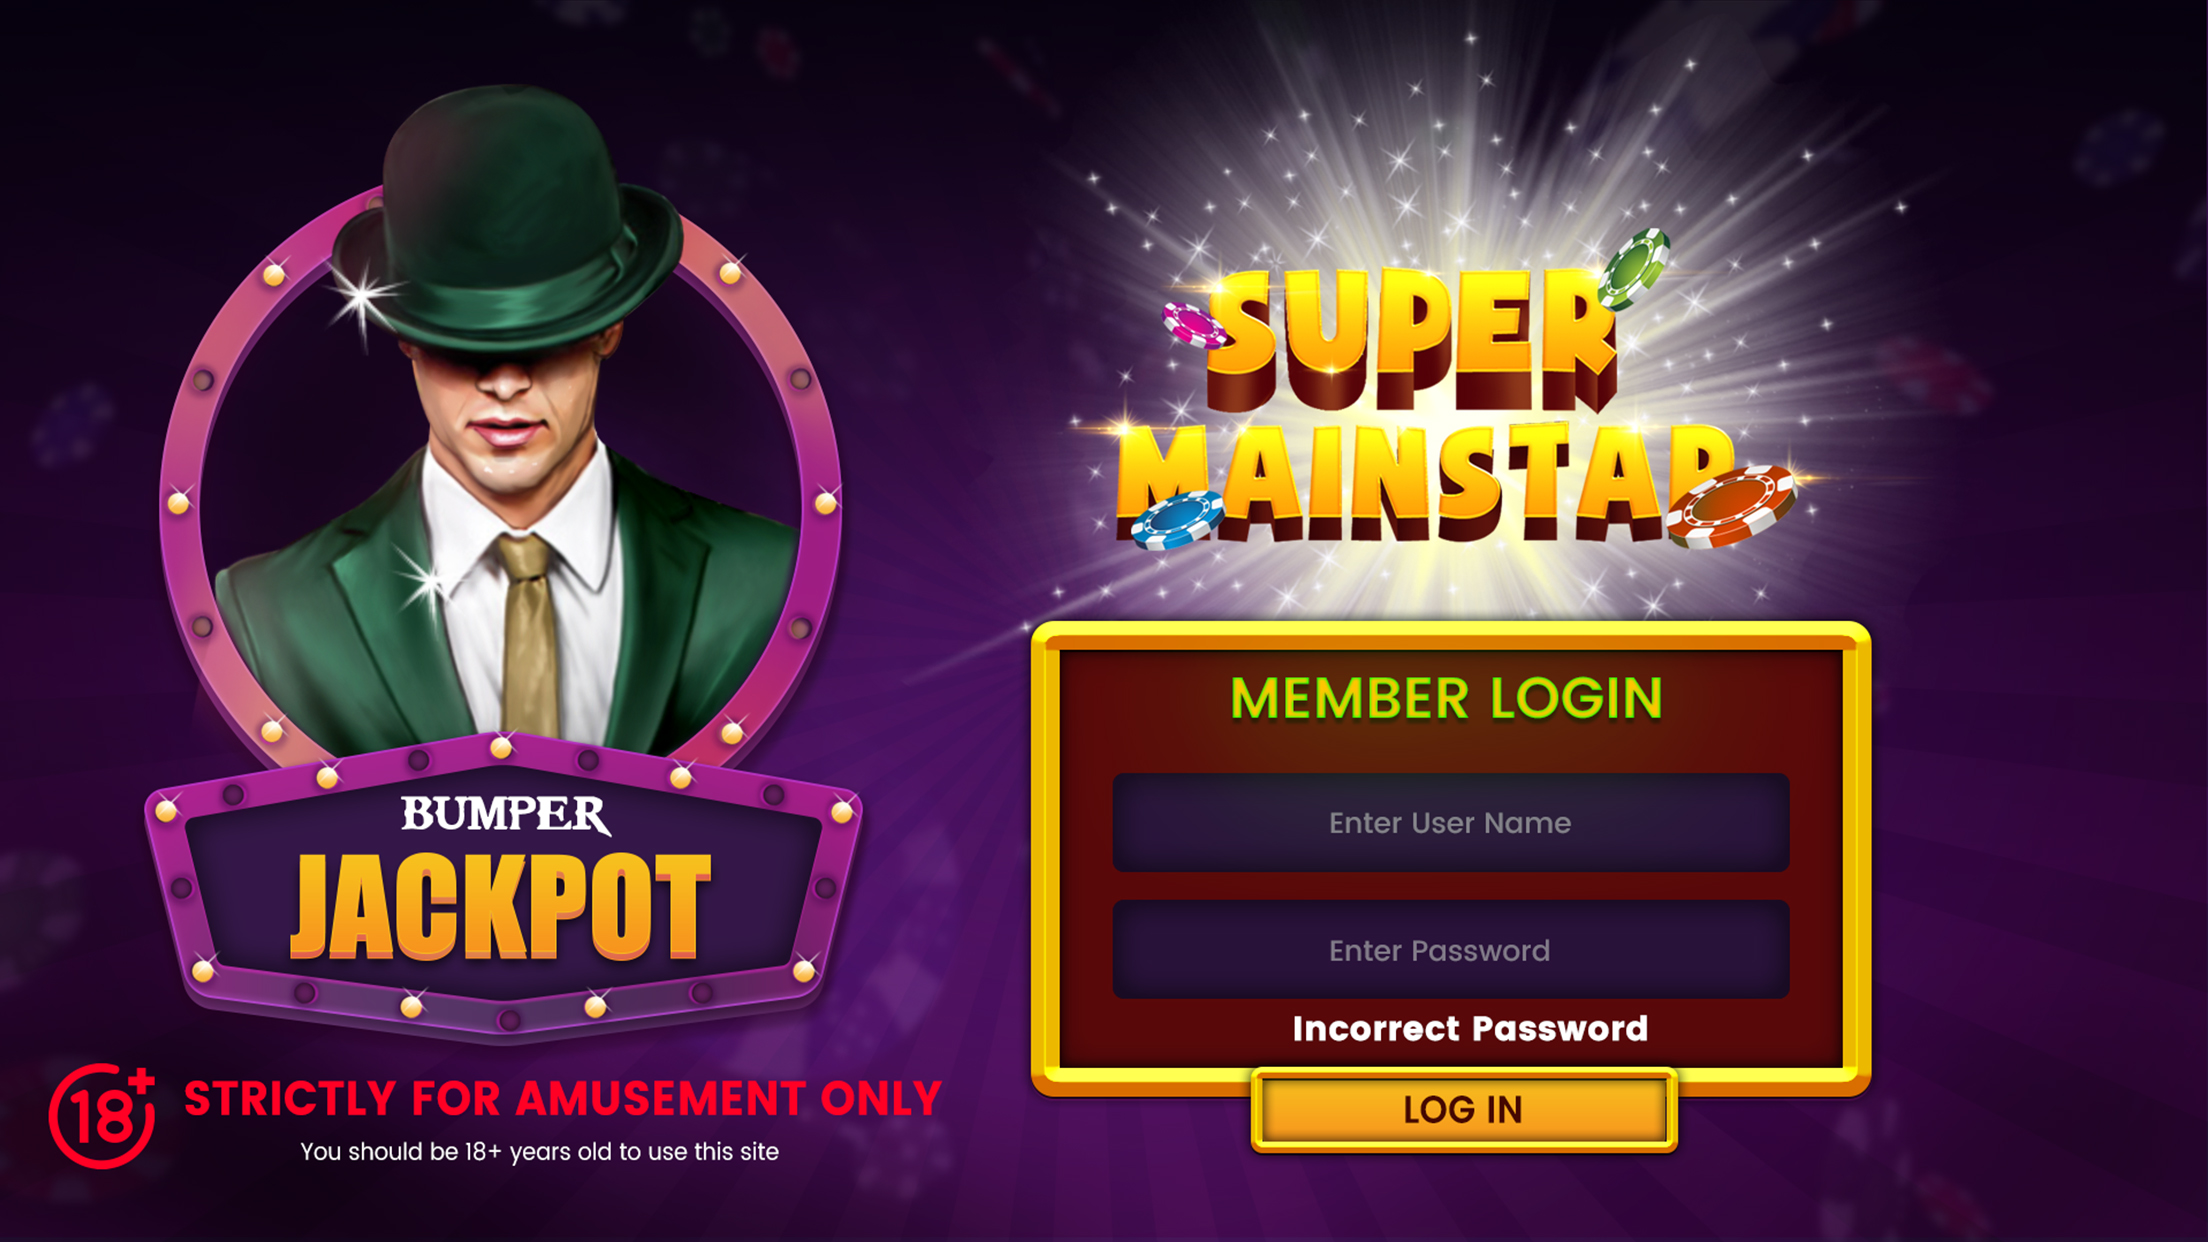 SUPER
MAINSTAR
MEMBER LOGIN
Enter User Name
Enter Password
Incorrect Password
LOG IN
BUMPER
JACKPOT
18+
STRICTLY FOR AMUSEMENT ONLY
You should be 18+ years old to use this site